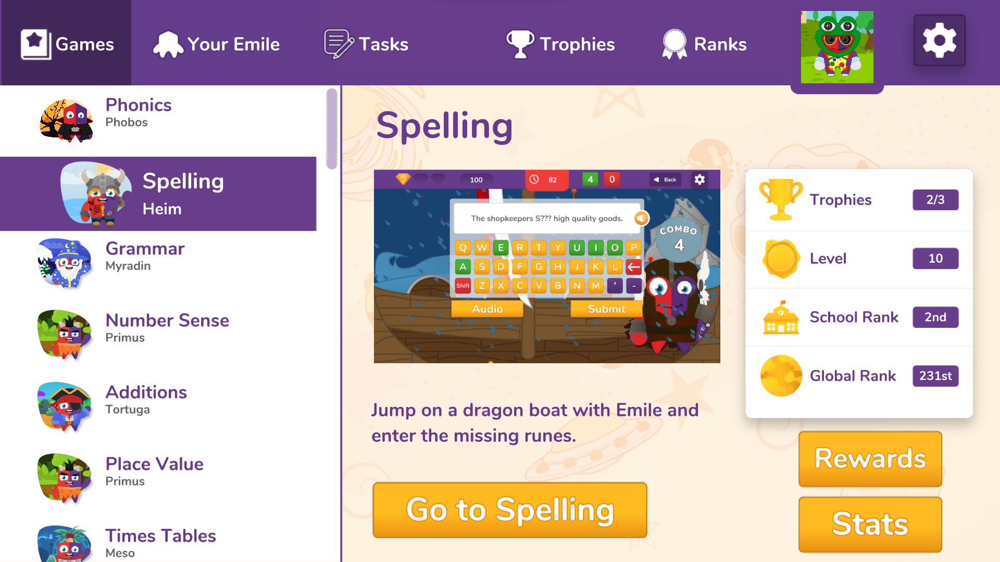 Games
Your Emile
Tasks
Trophies
Ranks
Phonics
Phobos
Spelling
Heim
Grammar
Myradin
Number Sense
Primus
Additions
Tortuga
Place Value
Primus
Times Tables
Meso
Spelling
100
82
4
0
Back
The shopkeepers S??? high quality goods.
COMBO
4
Q W E R T Y U I O P
A S D F G H J K L
Shift Z X C V B N M ' -
Audio
Submit
Jump on a dragon boat with Emile and
enter the missing runes.
Go to Spelling
Trophies 2/3
Level 10
School Rank 2nd
Global Rank 231st
Rewards
Stats